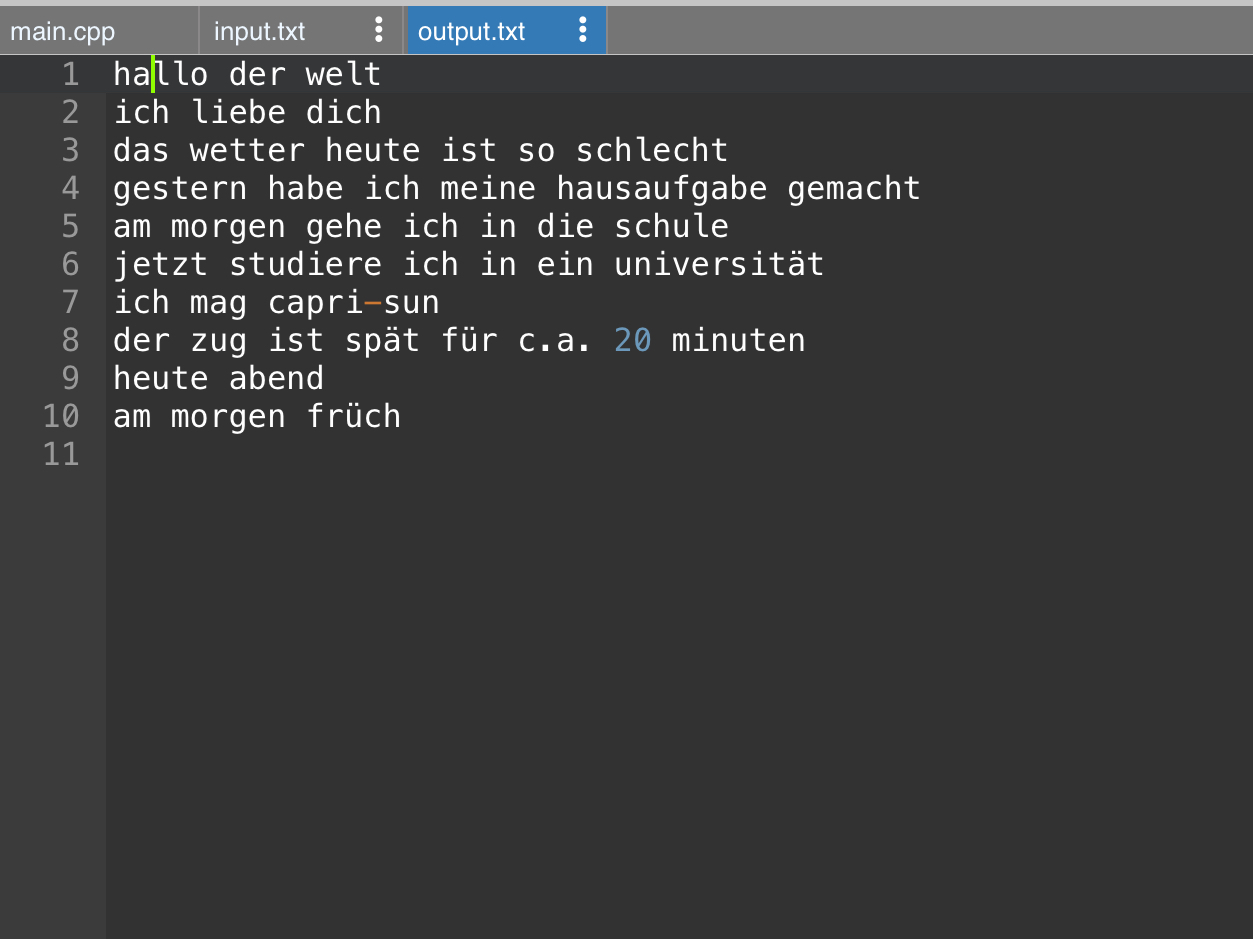 main.cpp input.txt output.txt
1 hallo der welt
2 ich liebe dich
3 das wetter heute ist so schlecht
4 gestern habe ich meine hausaufgabe gemacht
5 am morgen gehe ich in die schule
6 jetzt studiere ich in ein universität
7 ich mag capri-sun
8 der zug ist spät für c.a. 20 minuten
9 heute abend
10 am morgen früch
11